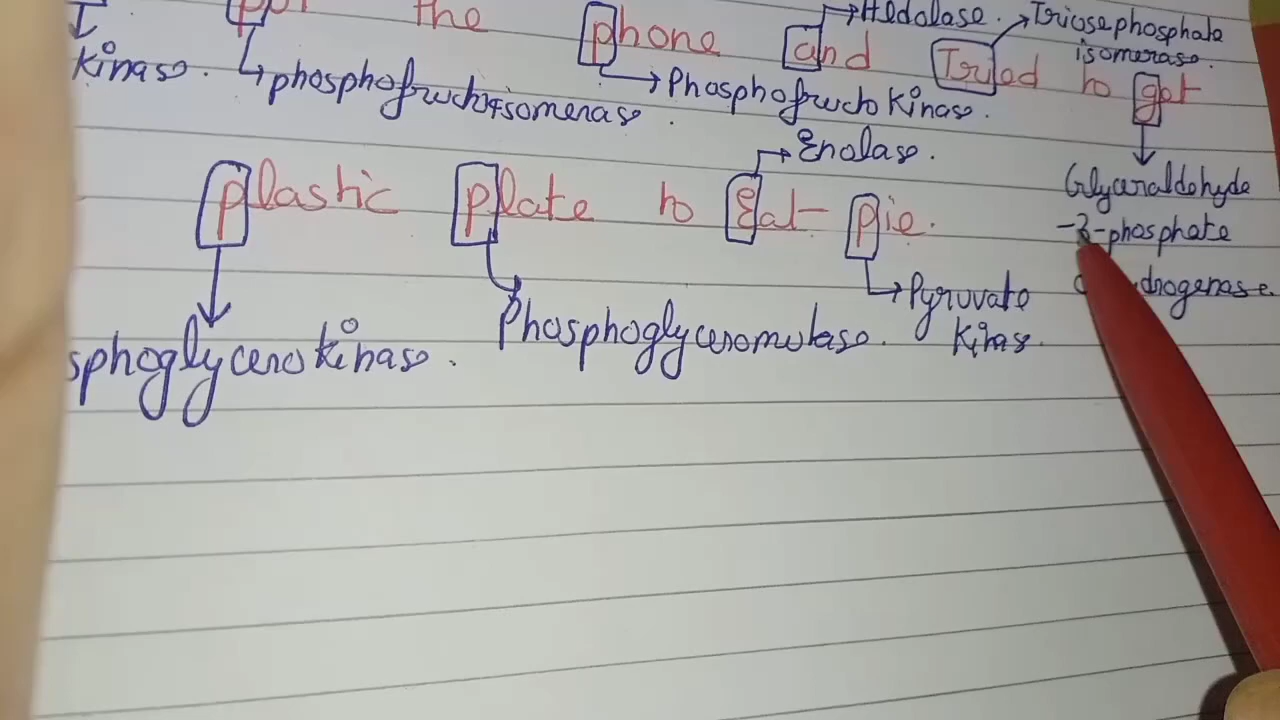 the phone and Tried to get
Hedolase. Triosephosphate
isomerase.
kinase. phosphofructoisomerase. Phosphofructokinase.
Enolase.
plastic plate to Eat pie.
Glyceraldehyde
-3-phosphate
Pyruvate
kinase.
Phosphoglyceromutase.
sphoglycerokinase.